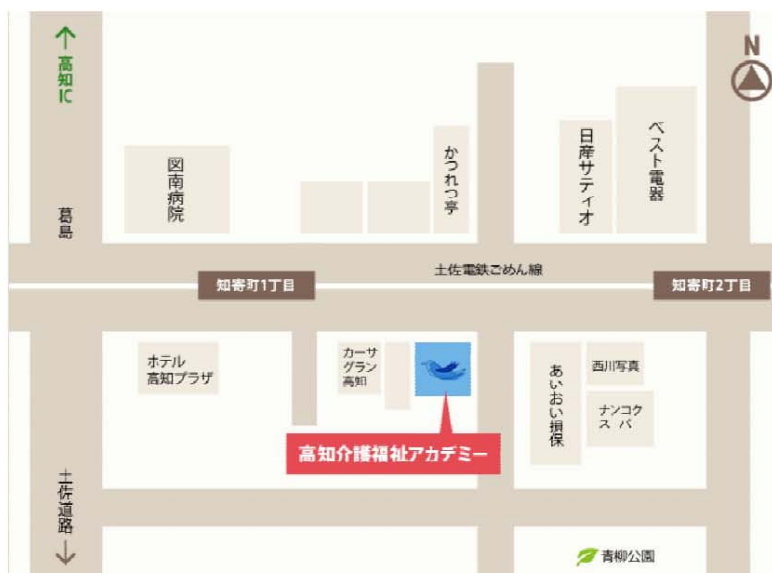 高知
IC
N
図南病院
葛島
かつれつ亭
日産サティオ
ベスト電器
土佐電鉄ごめん線
知寄町1丁目
知寄町2丁目
ホテル
高知プラザ
カーサ
グラン
高知
あいおい損保
西川写真
ナンコク
スパ
高知介護福祉アカデミー
土佐道路
青柳公園